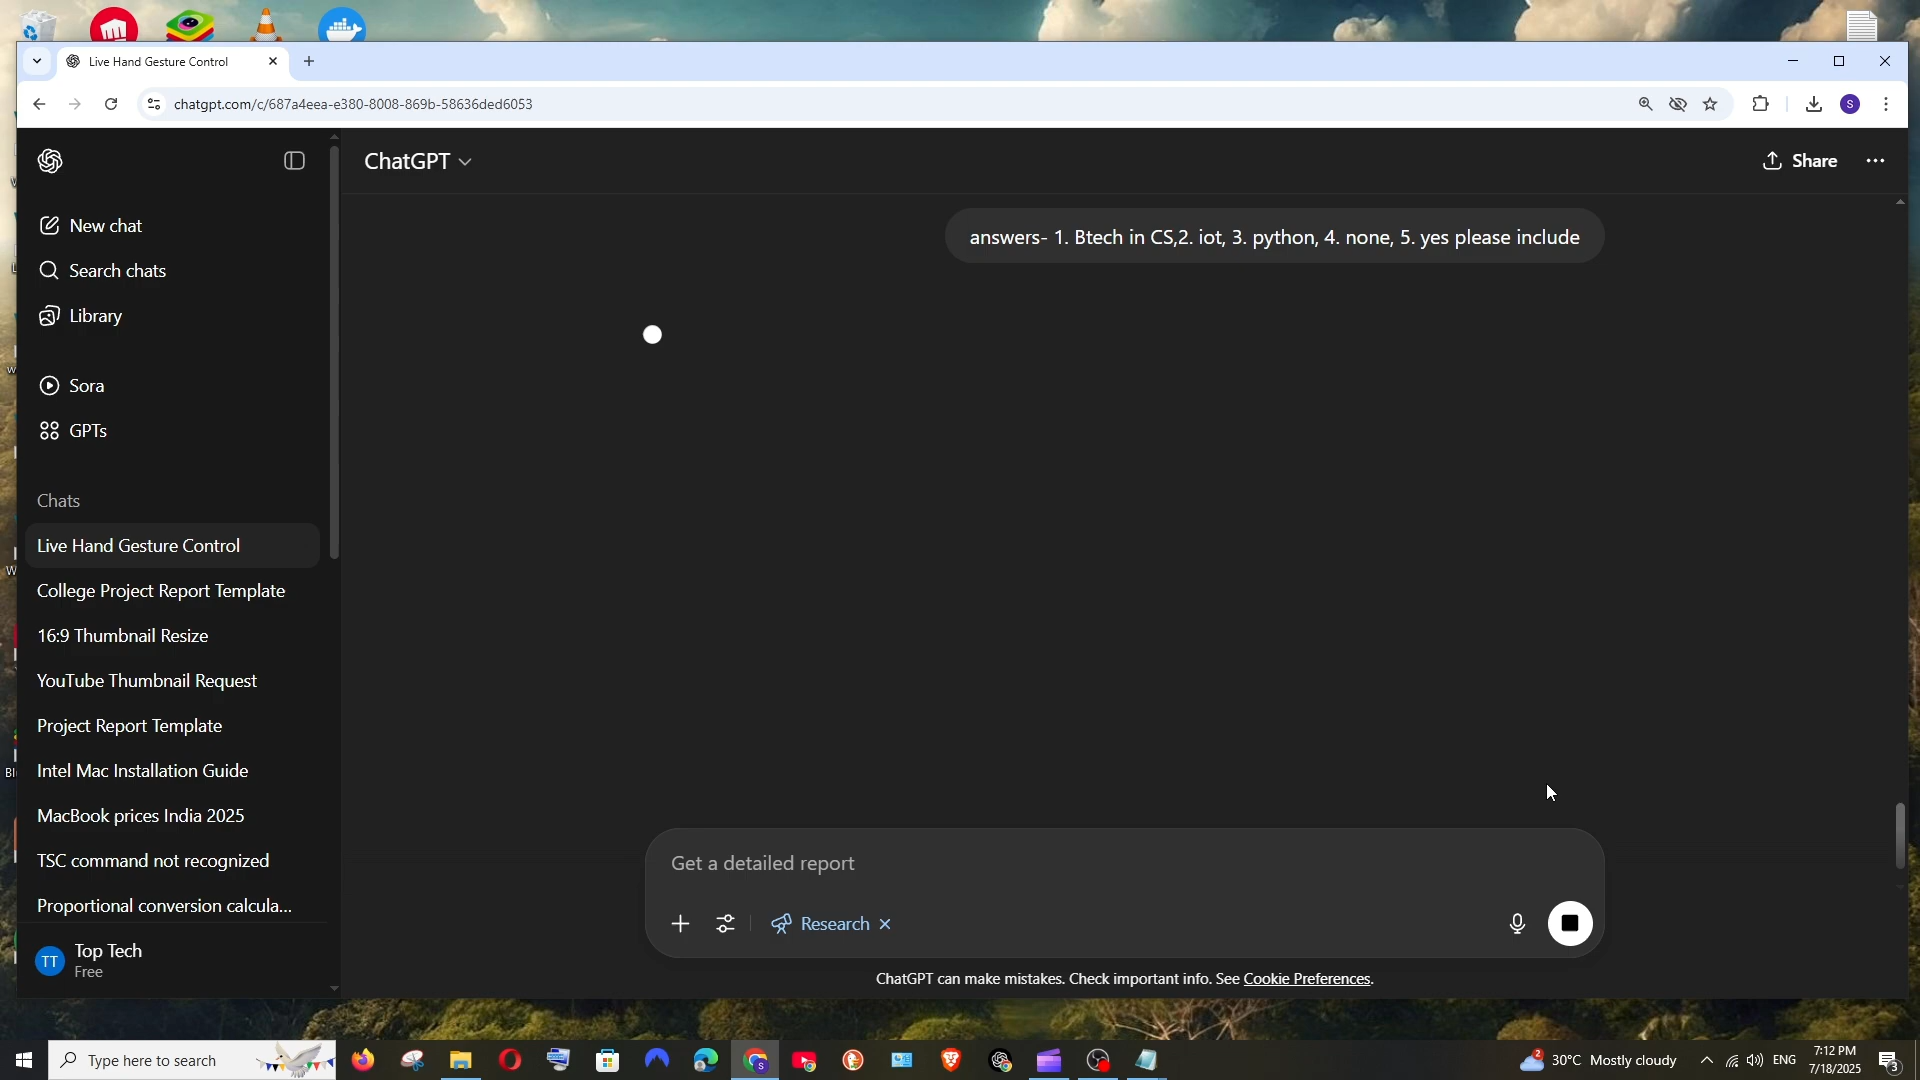 Live Hand Gesture Control
chatgpt.com/c/687a4eea-e380-8008-869b-58636ded6053
S
ChatGPT
Share
New chat
Search chats
Library
Sora
GPTs
Chats
Live Hand Gesture Control
College Project Report Template
16:9 Thumbnail Resize
YouTube Thumbnail Request
Project Report Template
Intel Mac Installation Guide
MacBook prices India 2025
TSC command not recognized
Proportional conversion calcula...
TT
Top Tech
Free
answers- 1. Btech in CS,2. iot, 3. python, 4. none, 5. yes please include
Get a detailed report
Research
ChatGPT can make mistakes. Check important info. See Cookie Preferences.
Type here to search
2
30°C Mostly cloudy
ENG
7:12 PM
7/18/2025
3